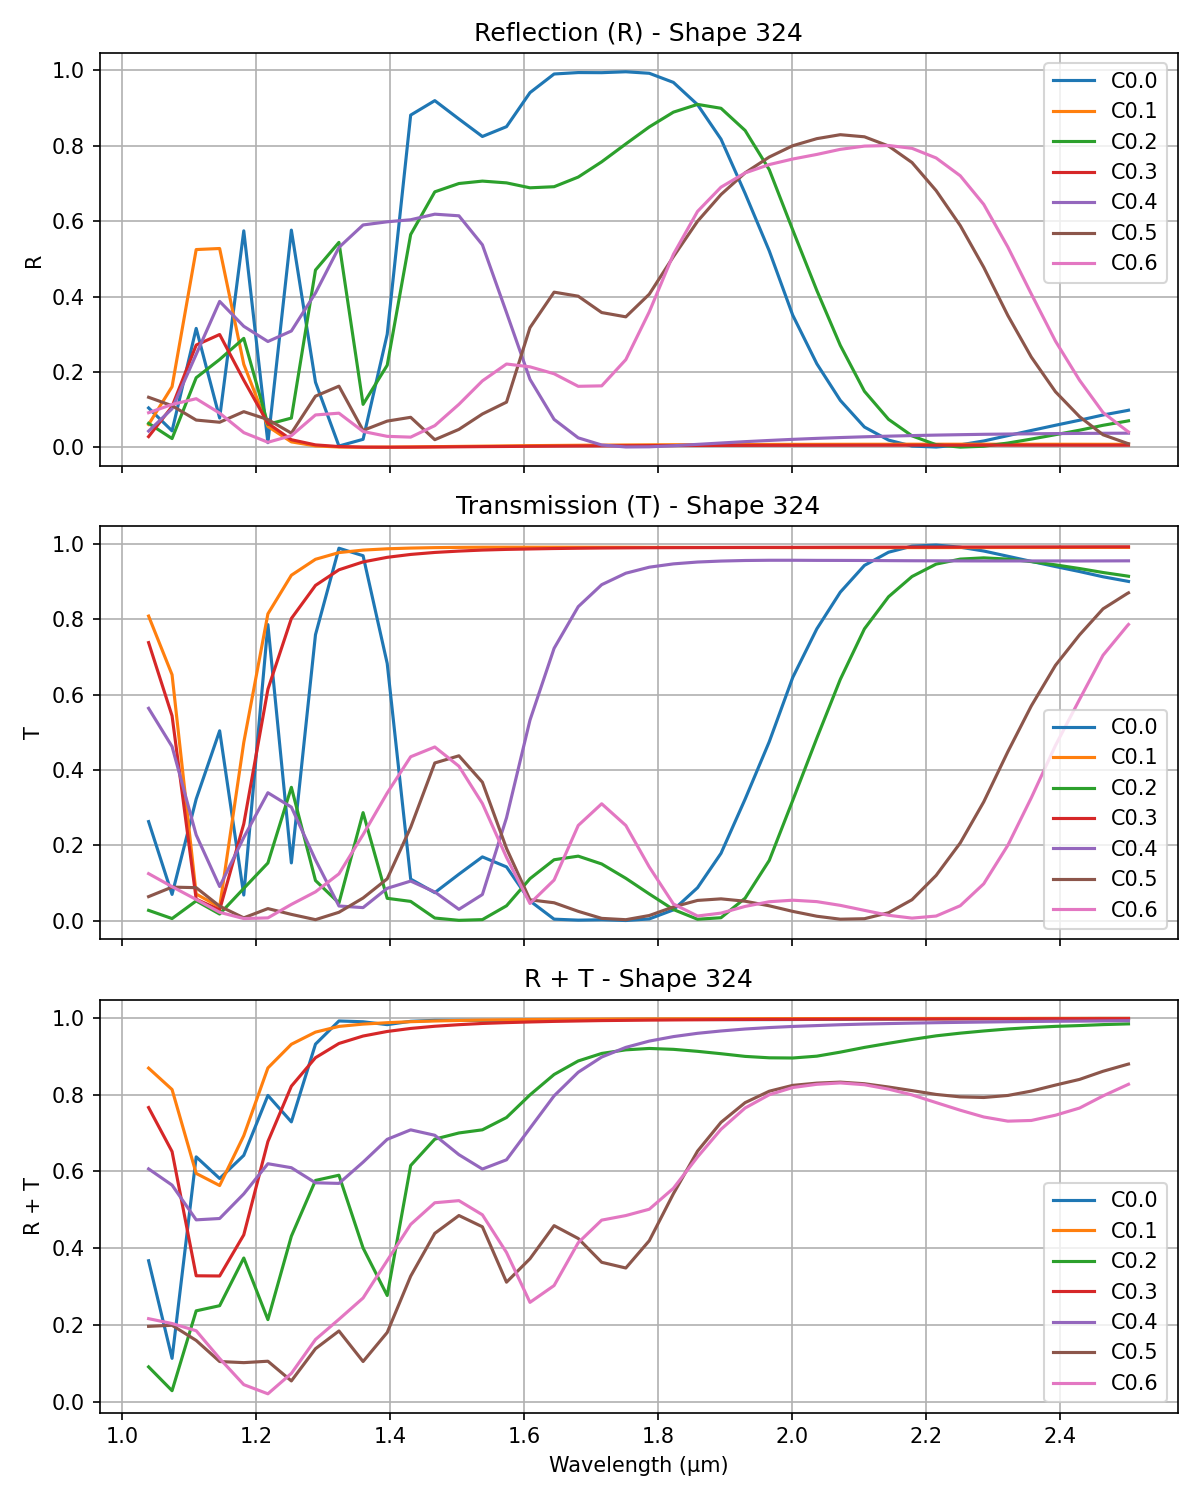 Reflection (R) - Shape 324
1.0
0.8
0.6
0.4
0.2
0.0
R
C0.0
C0.1
C0.2
C0.3
C0.4
C0.5
C0.6
Transmission (T) - Shape 324
1.0
0.8
0.6
0.4
0.2
0.0
T
C0.0
C0.1
C0.2
C0.3
C0.4
C0.5
C0.6
R + T - Shape 324
1.0
0.8
0.6
0.4
0.2
0.0
R + T
C0.0
C0.1
C0.2
C0.3
C0.4
C0.5
C0.6
1.0 1.2 1.4 1.6 1.8 2.0 2.2 2.4
Wavelength (μm)